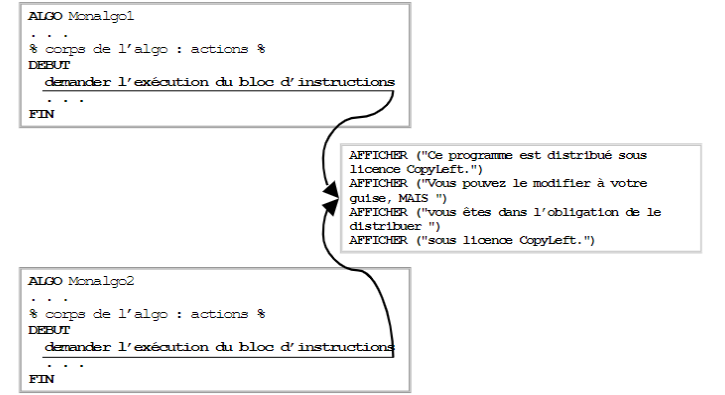 ALGO Monalgo1
. . .
% corps de l’algo : actions %
DEBUT
demander l’exécution du bloc d’instructions
. . .
FIN
AFFICHER ("Ce programme est distribué sous
licence CopyLeft.")
AFFICHER ("Vous pouvez le modifier à votre
guise, MAIS ")
AFFICHER ("vous êtes dans l’obligation de le
distribuer ")
AFFICHER ("sous licence CopyLeft.")
ALGO Monalgo2
. . .
% corps de l’algo : actions %
DEBUT
demander l’exécution du bloc d’instructions
. . .
FIN